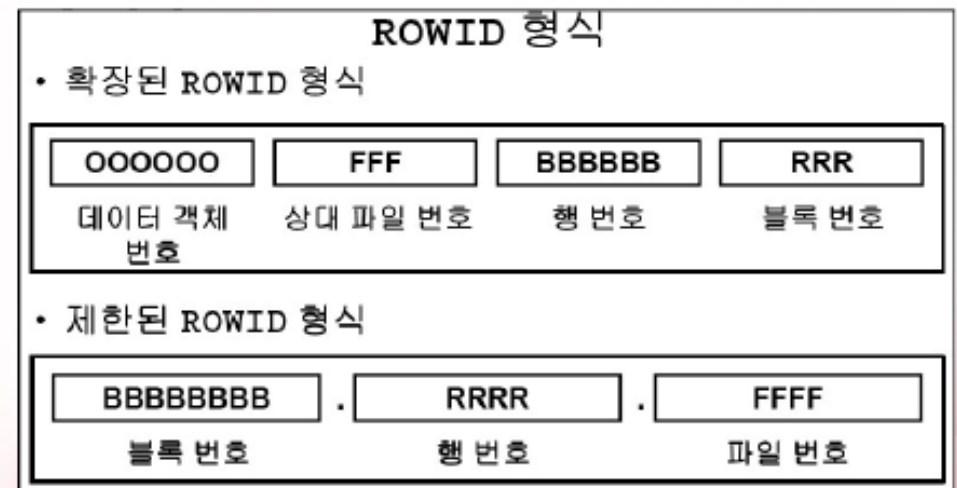 ROWID 형식
• 확장된 ROWID 형식
OOOOOO FFF BBBBBB RRR
데이터 객체 번호 상대 파일 번호 행 번호 블록 번호
• 제한된 ROWID 형식
BBBBBBBB . RRRR . FFFF
블록 번호 행 번호 파일 번호